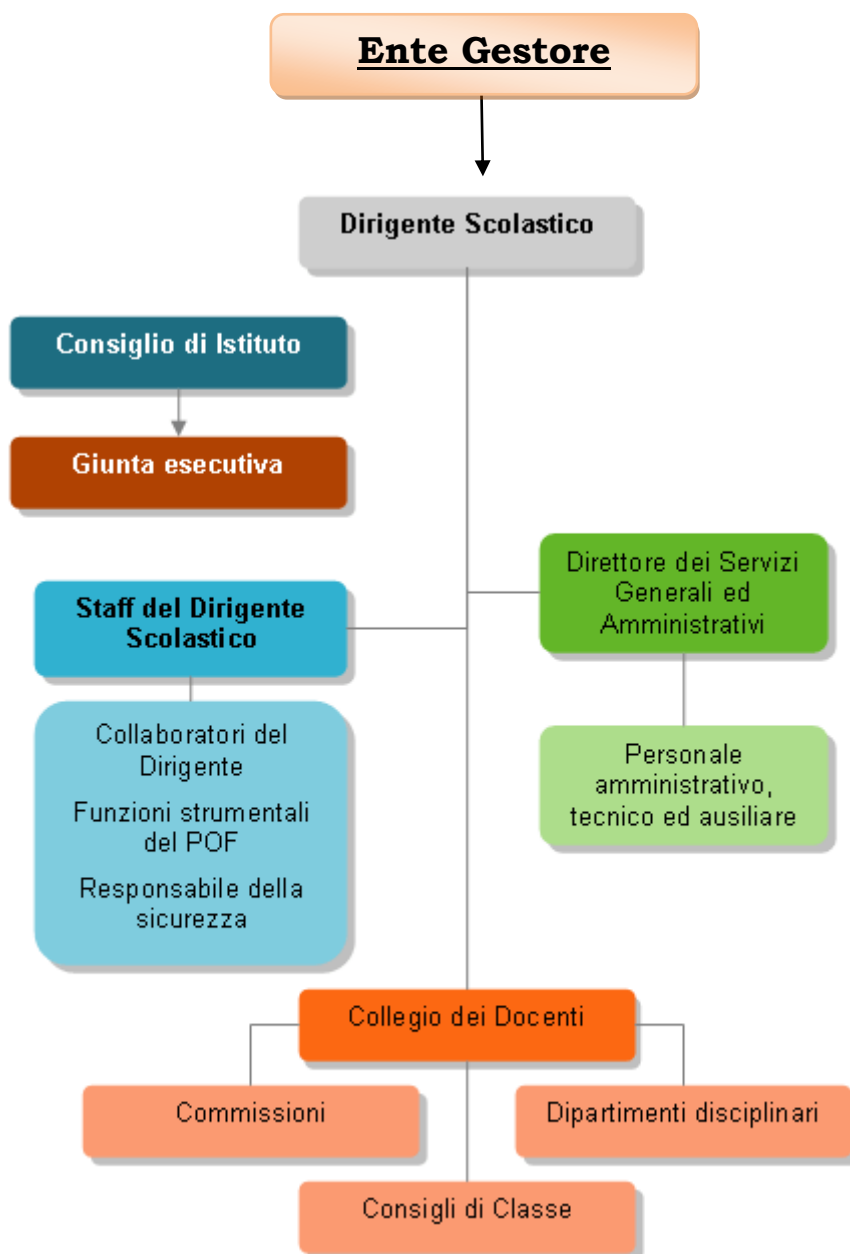 Ente Gestore
Dirigente Scolastico
Consiglio di Istituto
Giunta esecutiva
Direttore dei Servizi
Generali ed
Amministrativi
Staff del Dirigente
Scolastico
Collaboratori del
Dirigente
Funzioni strumentali
del POF
Responsabile della
sicurezza
Personale
amministrativo,
tecnico ed ausiliare
Collegio dei Docenti
Commissioni
Dipartimenti disciplinari
Consigli di Classe